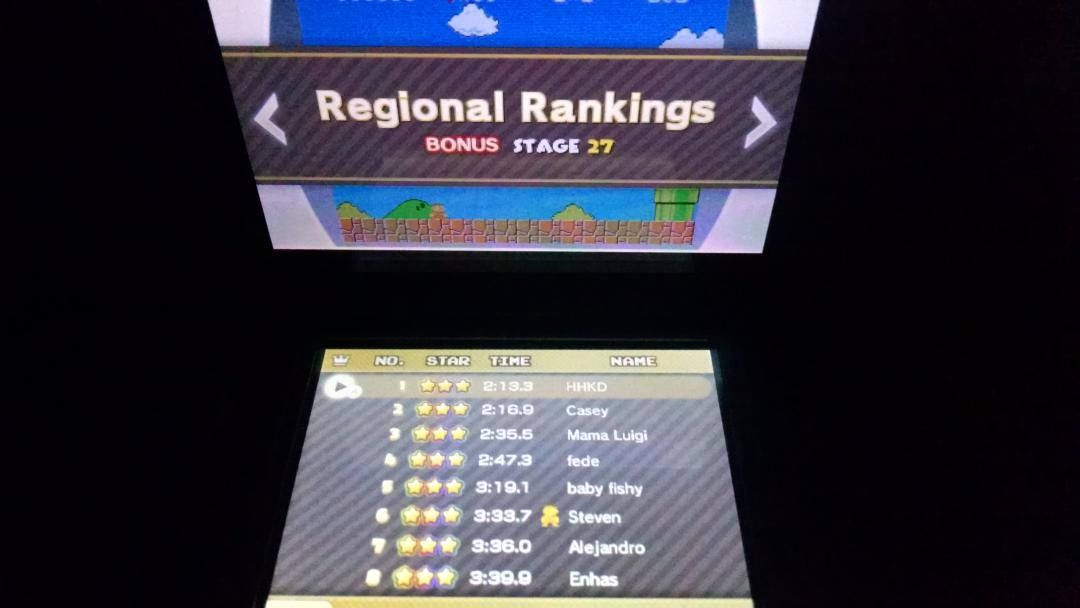 Regional Rankings
BONUS STAGE 27
NO. STAR TIME NAME
1 2:13.3 HHKD
2 2:16.9 Casey
3 2:35.5 Mama Luigi
4 2:47.3 fede
5 3:19.1 baby fishy
6 3:33.7 Steven
7 3:36.0 Alejandro
8 3:39.9 Enhas